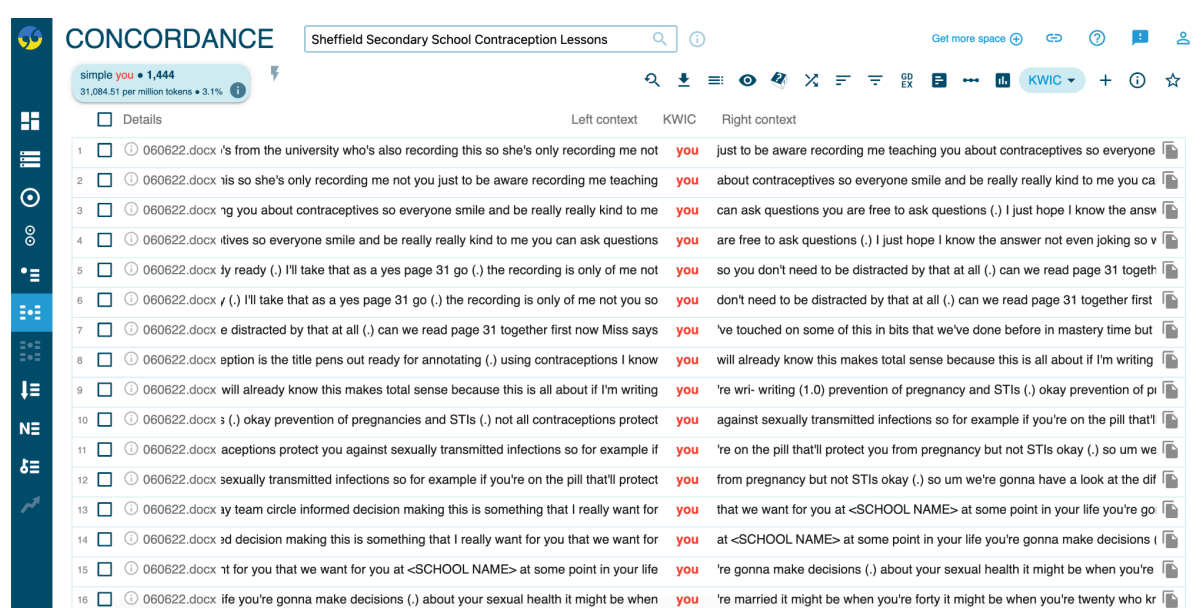 CONCORDANCE
Sheffield Secondary School Contraception Lessons
Get more space
simple you • 1,444
31,084.51 per million tokens • 3.1%
GD EX
KWIC
Details Left context KWIC Right context
1 060622.docx 's from the university who's also recording this so she's only recording me not you just to be aware recording me teaching you about contraceptives so everyone
2 060622.docx his so she's only recording me not you just to be aware recording me teaching you about contraceptives so everyone smile and be really really kind to me you ca
3 060622.docx ng you about contraceptives so everyone smile and be really really kind to me you can ask questions you are free to ask questions (.) I just hope I know the answ
4 060622.docx tives so everyone smile and be really really kind to me you can ask questions you are free to ask questions (.) I just hope I know the answer not even joking so w
5 060622.docx dy ready (.) I'll take that as a yes page 31 go (.) the recording is only of me not you so you don't need to be distracted by that at all (.) can we read page 31 togeth
6 060622.docx y (.) I'll take that as a yes page 31 go (.) the recording is only of me not you so you don't need to be distracted by that at all (.) can we read page 31 together first
7 060622.docx e distracted by that at all (.) can we read page 31 together first now Miss says you 've touched on some of this in bits that we've done before in mastery time but
8 060622.docx eption is the title pens out ready for annotating (.) using contraceptions I know you will already know this makes total sense because this is all about if I'm writing
9 060622.docx will already know this makes total sense because this is all about if I'm writing you 're wri- writing (1.0) prevention of pregnancy and STIs (.) okay prevention of pr
10 060622.docx s (.) okay prevention of pregnancies and STIs (.) not all contraceptions protect you against sexually transmitted infections so for example if you're on the pill that'l
11 060622.docx aceptions protect you against sexually transmitted infections so for example if you 're on the pill that'll protect you from pregnancy but not STIs okay (.) so um we
12 060622.docx sexually transmitted infections so for example if you're on the pill that'll protect you from pregnancy but not STIs okay (.) so um we're gonna have a look at the dif
13 060622.docx ay team circle informed decision making this is something that I really want for you that we want for you at <SCHOOL NAME> at some point in your life you're go
14 060622.docx ed decision making this is something that I really want for you that we want for you at <SCHOOL NAME> at some point in your life you're gonna make decisions (
15 060622.docx nt for you that we want for you at <SCHOOL NAME> at some point in your life you 're gonna make decisions (.) about your sexual health it might be when you're
16 060622.docx ife you're gonna make decisions (.) about your sexual health it might be when you 're married it might be when you're forty it might be when you're twenty who kr